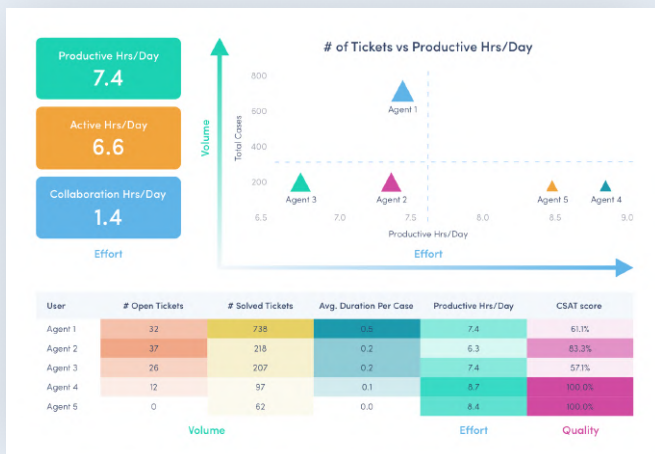 Productive Hrs/Day
7.4
Active Hrs/Day
6.6
Collaboration Hrs/Day
1.4
Effort
# of Tickets vs Productive Hrs/Day
Volume
Total Cases
800
600
400
200
Agent 1
Agent 3
Agent 2
Agent 5
Agent 4
6.5 7.0 7.5 8.0 8.5 9.0
Productive Hrs/Day
Effort
User # Open Tickets # Solved Tickets Avg. Duration Per Case Productive Hrs/Day CSAT score
Agent 1 32 738 0.5 7.4 61.1%
Agent 2 37 218 0.2 6.3 83.3%
Agent 3 26 207 0.2 7.4 57.1%
Agent 4 12 97 0.1 8.7 100.0%
Agent 5 0 62 0.0 8.4 100.0%
Volume Effort Quality